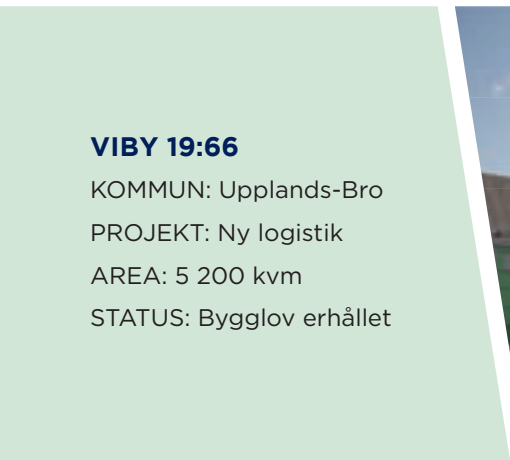 VIBY 19:66
KOMMUN: Upplands-Bro
PROJEKT: Ny logistik
AREA: 5 200 kvm
STATUS: Bygglov erhållet